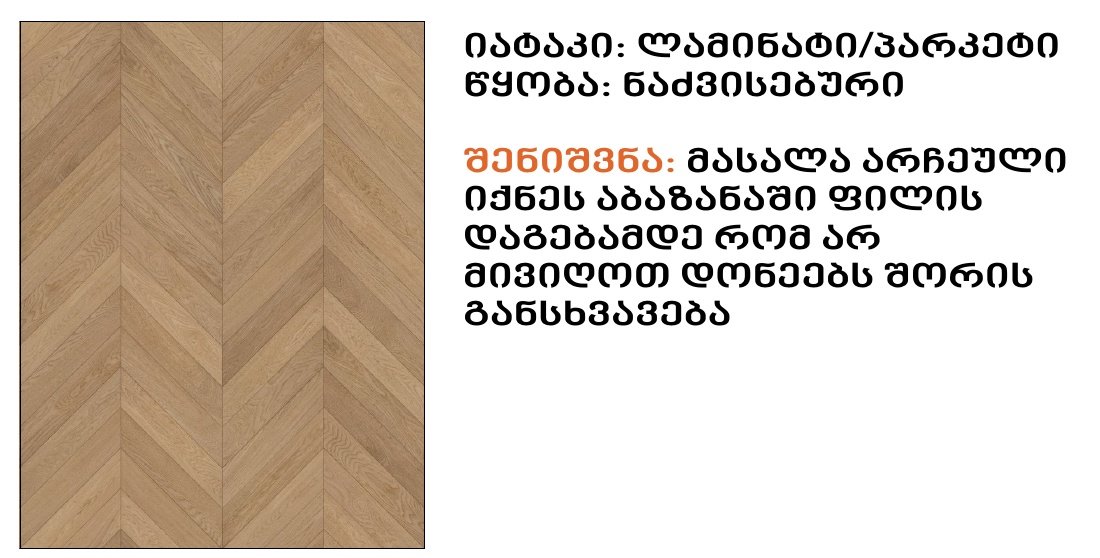 იატაკი: ლამინატი/პარკეტი
წყობა: ნაძვისებური
შენიშვნა: მასალა არჩეული
იქნეს აბაზანაში ფილის
დაგებამდე რომ არ
მივიღოთ დონეებს შორის
განსხვავება